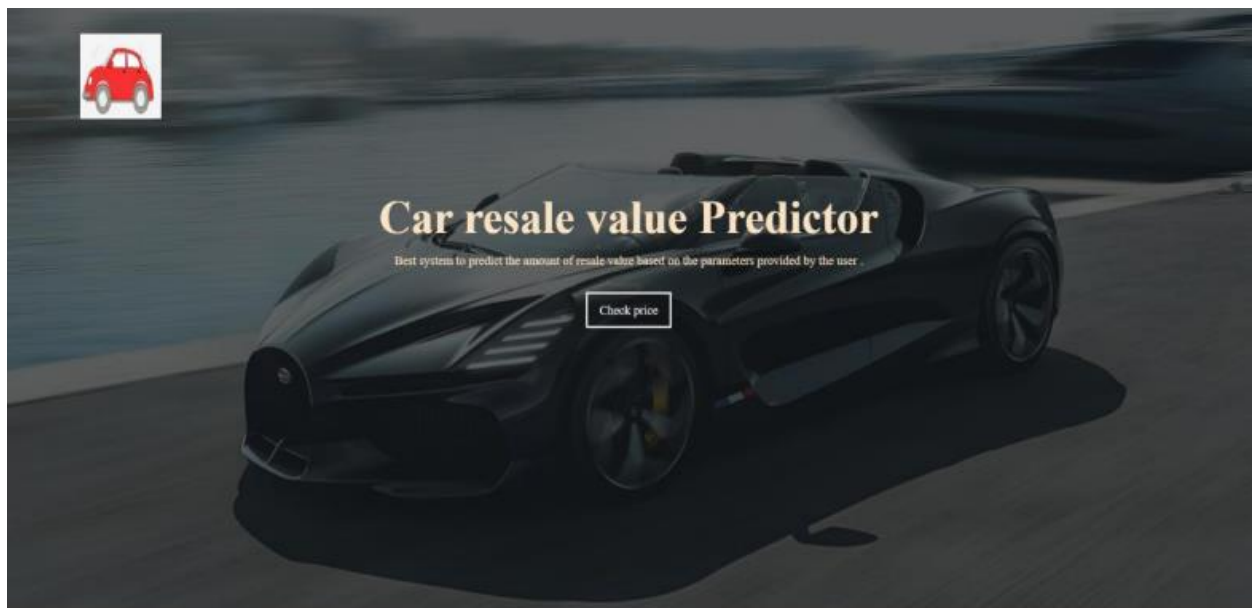 Car resale value Predictor
Best system to predict the amount of resale value based on the parameters provided by the user .
Check price